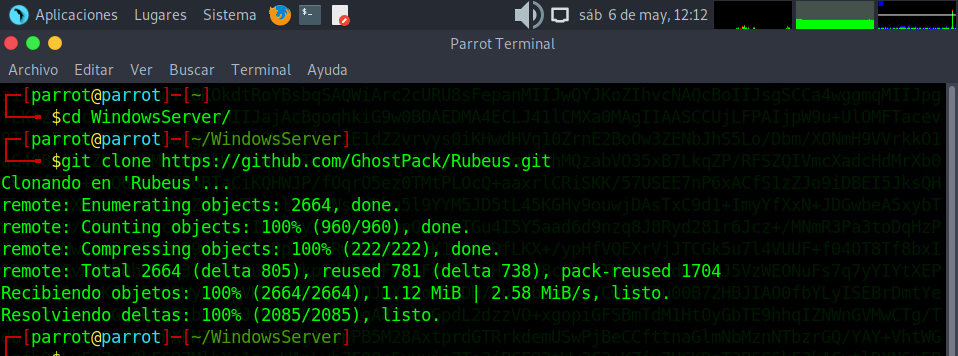 Aplicaciones Lugares Sistema sáb 6 de may, 12:12
Parrot Terminal
Archivo Editar Ver Buscar Terminal Ayuda
[parrot@parrot]─[~]
$cd WindowsServer/
[parrot@parrot]─[~/WindowsServer]
$git clone https://github.com/GhostPack/Rubeus.git
Clonando en 'Rubeus'...
remote: Enumerating objects: 2664, done.
remote: Counting objects: 100% (960/960), done.
remote: Compressing objects: 100% (222/222), done.
remote: Total 2664 (delta 805), reused 781 (delta 738), pack-reused 1704
Recibiendo objetos: 100% (2664/2664), 1.12 MiB | 2.58 MiB/s, listo.
Resolviendo deltas: 100% (2085/2085), listo.
[parrot@parrot]─[~/WindowsServer]